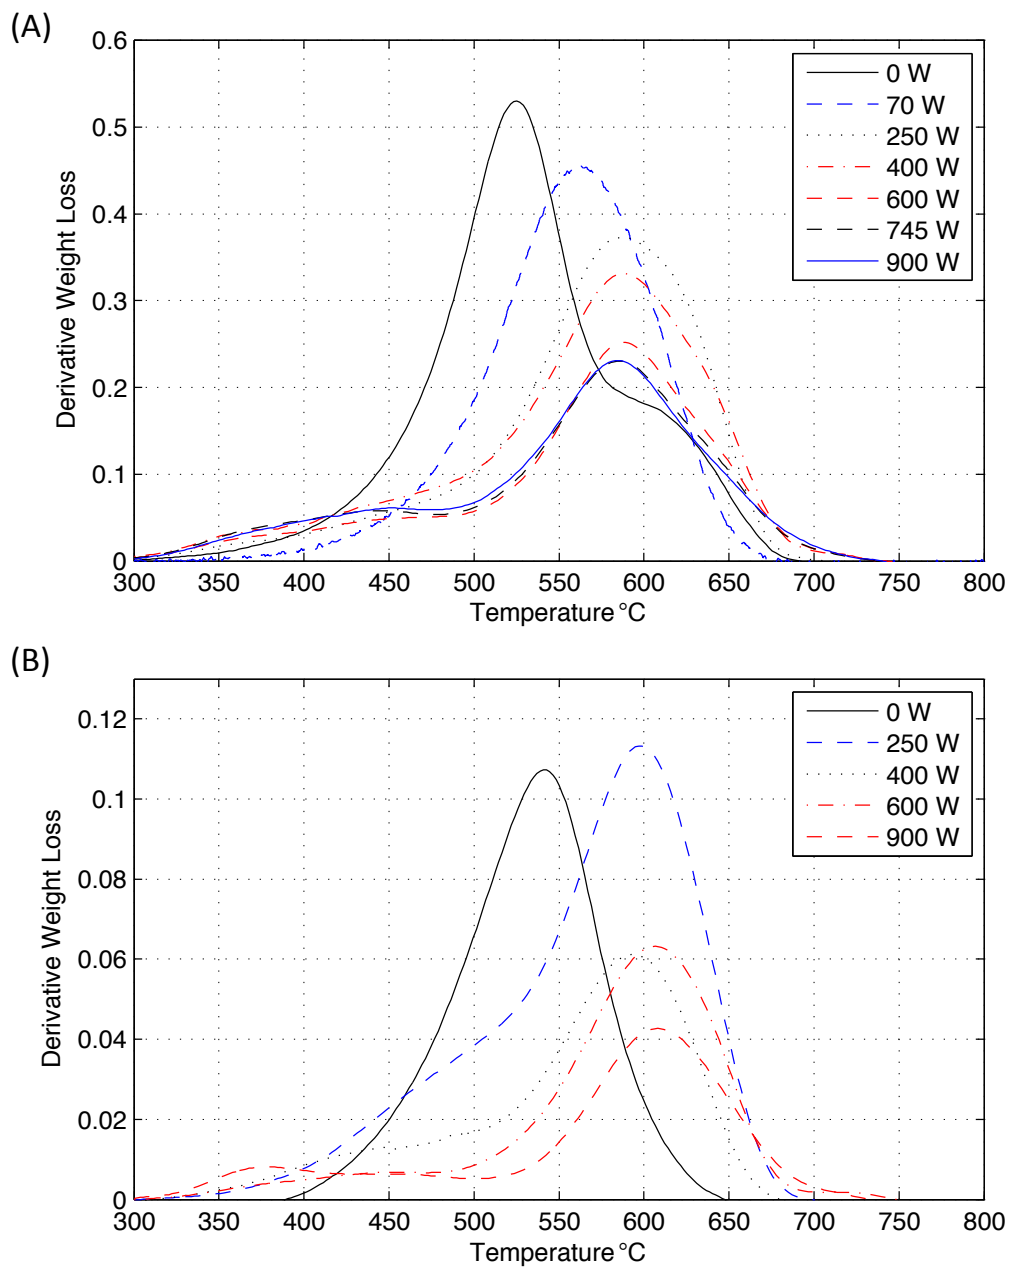 (A)
0.6
0.5
0.4
0.3
0.2
0.1
0
Derivative Weight Loss
0 W
70 W
250 W
400 W
600 W
745 W
900 W
300 350 400 450 500 550 600 650 700 750 800
Temperature °C
(B)
0.12
0.1
0.08
0.06
0.04
0.02
0
Derivative Weight Loss
0 W
250 W
400 W
600 W
900 W
300 350 400 450 500 550 600 650 700 750 800
Temperature °C